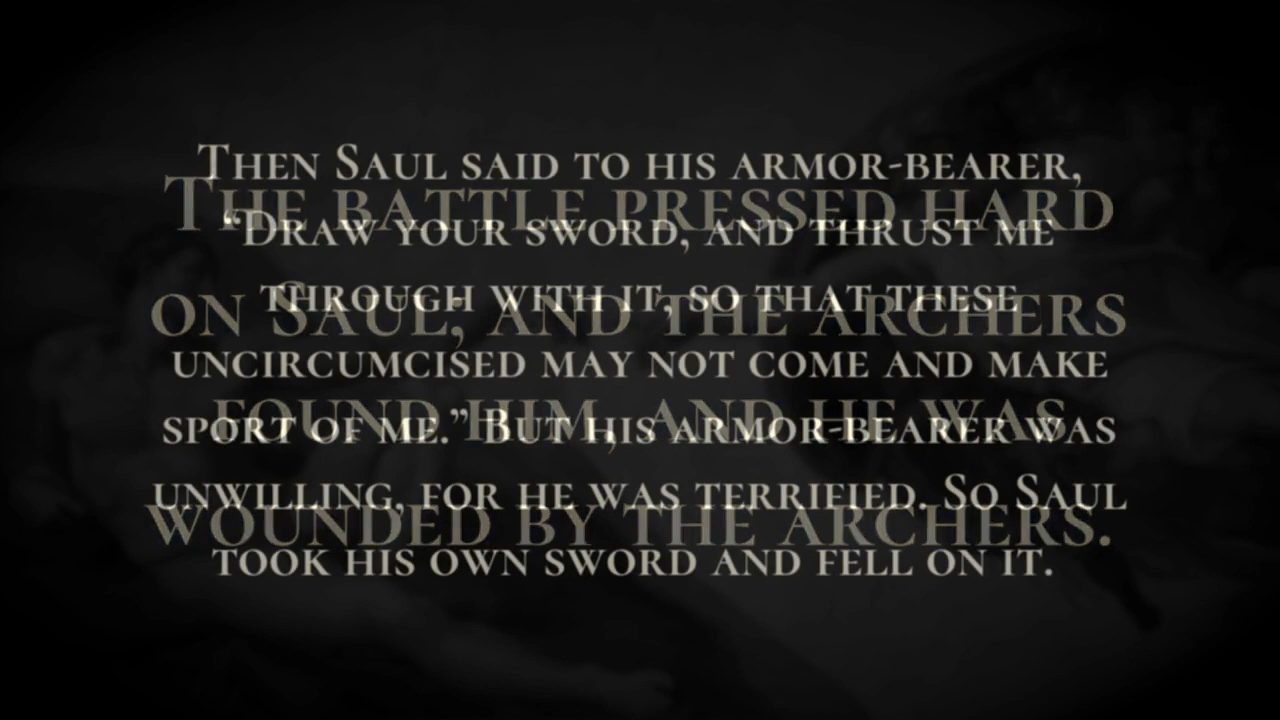 Then Saul said to his armor-bearer,
“Draw your sword, and thrust me
through with it, so that these
uncircumcised may not come and make
sport of me.” But his armor-bearer was
unwilling, for he was terrified. So Saul
took his own sword and fell on it.
The battle pressed hard
on Saul; and the archers
found him, and he was
wounded by the archers.